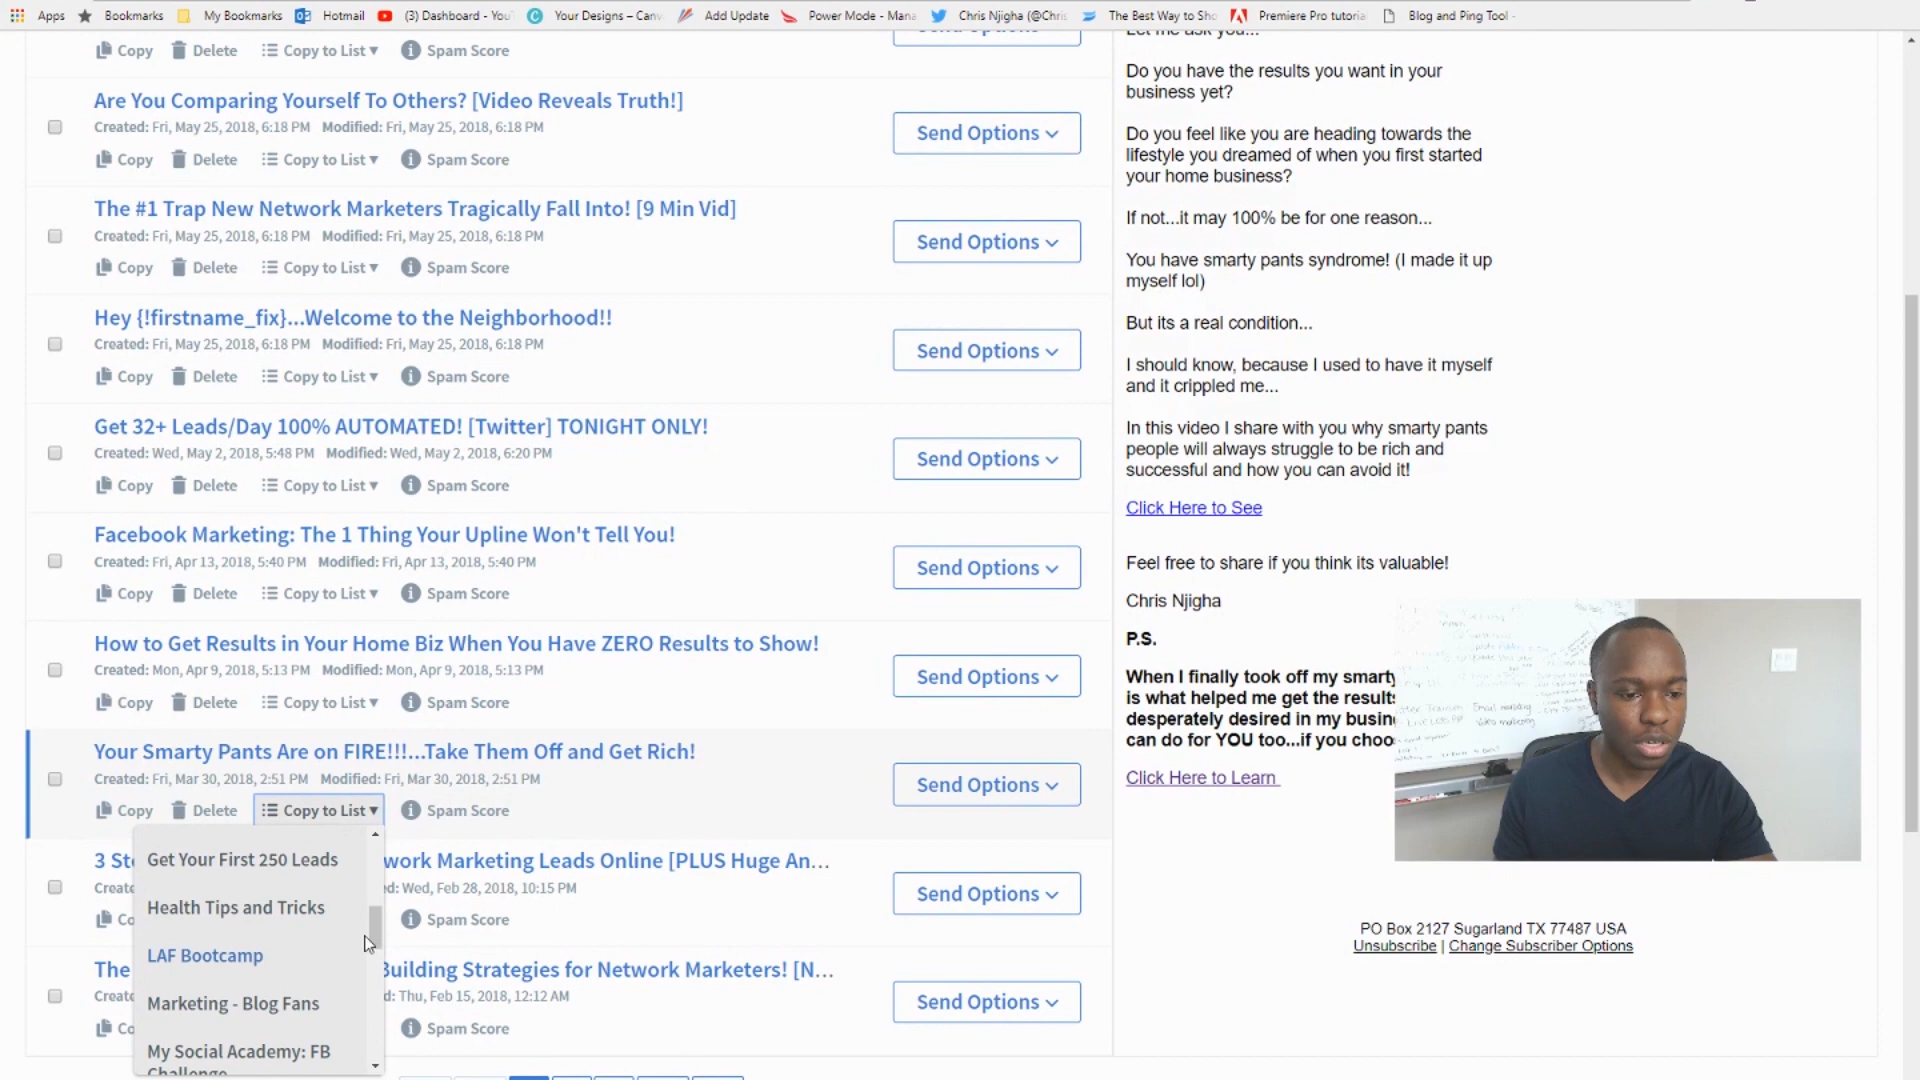 Apps Bookmarks My Bookmarks Hotmail (3) Dashboard - You Your Designs – Canv Add Update Power Mode - Mana Chris Njigha (@Chris The Best Way to Sho Premiere Pro tutoria Blog and Ping Tool -
Send Options
Copy Delete Copy to List ▾ Spam Score
Are You Comparing Yourself To Others? [Video Reveals Truth!]
Created: Fri, May 25, 2018, 6:18 PM Modified: Fri, May 25, 2018, 6:18 PM
Send Options
Copy Delete Copy to List ▾ Spam Score
The #1 Trap New Network Marketers Tragically Fall Into! [9 Min Vid]
Created: Fri, May 25, 2018, 6:18 PM Modified: Fri, May 25, 2018, 6:18 PM
Send Options
Copy Delete Copy to List ▾ Spam Score
Hey {!firstname_fix}...Welcome to the Neighborhood!!
Created: Fri, May 25, 2018, 6:18 PM Modified: Fri, May 25, 2018, 6:18 PM
Send Options
Copy Delete Copy to List ▾ Spam Score
Get 32+ Leads/Day 100% AUTOMATED! [Twitter] TONIGHT ONLY!
Created: Wed, May 2, 2018, 5:48 PM Modified: Wed, May 2, 2018, 6:20 PM
Send Options
Copy Delete Copy to List ▾ Spam Score
Facebook Marketing: The 1 Thing Your Upline Won't Tell You!
Created: Fri, Apr 13, 2018, 5:40 PM Modified: Fri, Apr 13, 2018, 5:40 PM
Send Options
Copy Delete Copy to List ▾ Spam Score
How to Get Results in Your Home Biz When You Have ZERO Results to Show!
Created: Mon, Apr 9, 2018, 5:13 PM Modified: Mon, Apr 9, 2018, 5:13 PM
Send Options
Copy Delete Copy to List ▾ Spam Score
Your Smarty Pants Are on FIRE!!!...Take Them Off and Get Rich!
Created: Fri, Mar 30, 2018, 2:51 PM Modified: Fri, Mar 30, 2018, 2:51 PM
Send Options
Copy Delete Copy to List ▾ Spam Score
3 Ste work Marketing Leads Online [PLUS Huge An...
Create d: Wed, Feb 28, 2018, 10:15 PM
Send Options
Co Spam Score
The Building Strategies for Network Marketers! [N...
Create d: Thu, Feb 15, 2018, 12:12 AM
Send Options
Co Spam Score
Get Your First 250 Leads
Health Tips and Tricks
LAF Bootcamp
Marketing - Blog Fans
My Social Academy: FB
Challenge
Let me ask you...
Do you have the results you want in your
business yet?
Do you feel like you are heading towards the
lifestyle you dreamed of when you first started
your home business?
If not...it may 100% be for one reason...
You have smarty pants syndrome! (I made it up
myself lol)
But its a real condition...
I should know, because I used to have it myself
and it crippled me...
In this video I share with you why smarty pants
people will always struggle to be rich and
successful and how you can avoid it!
Click Here to See
Feel free to share if you think its valuable!
Chris Njigha
P.S.
When I finally took off my smarty
is what helped me get the results
desperately desired in my busin
can do for YOU too...if you choo
Click Here to Learn
PO Box 2127 Sugarland TX 77487 USA
Unsubscribe | Change Subscriber Options